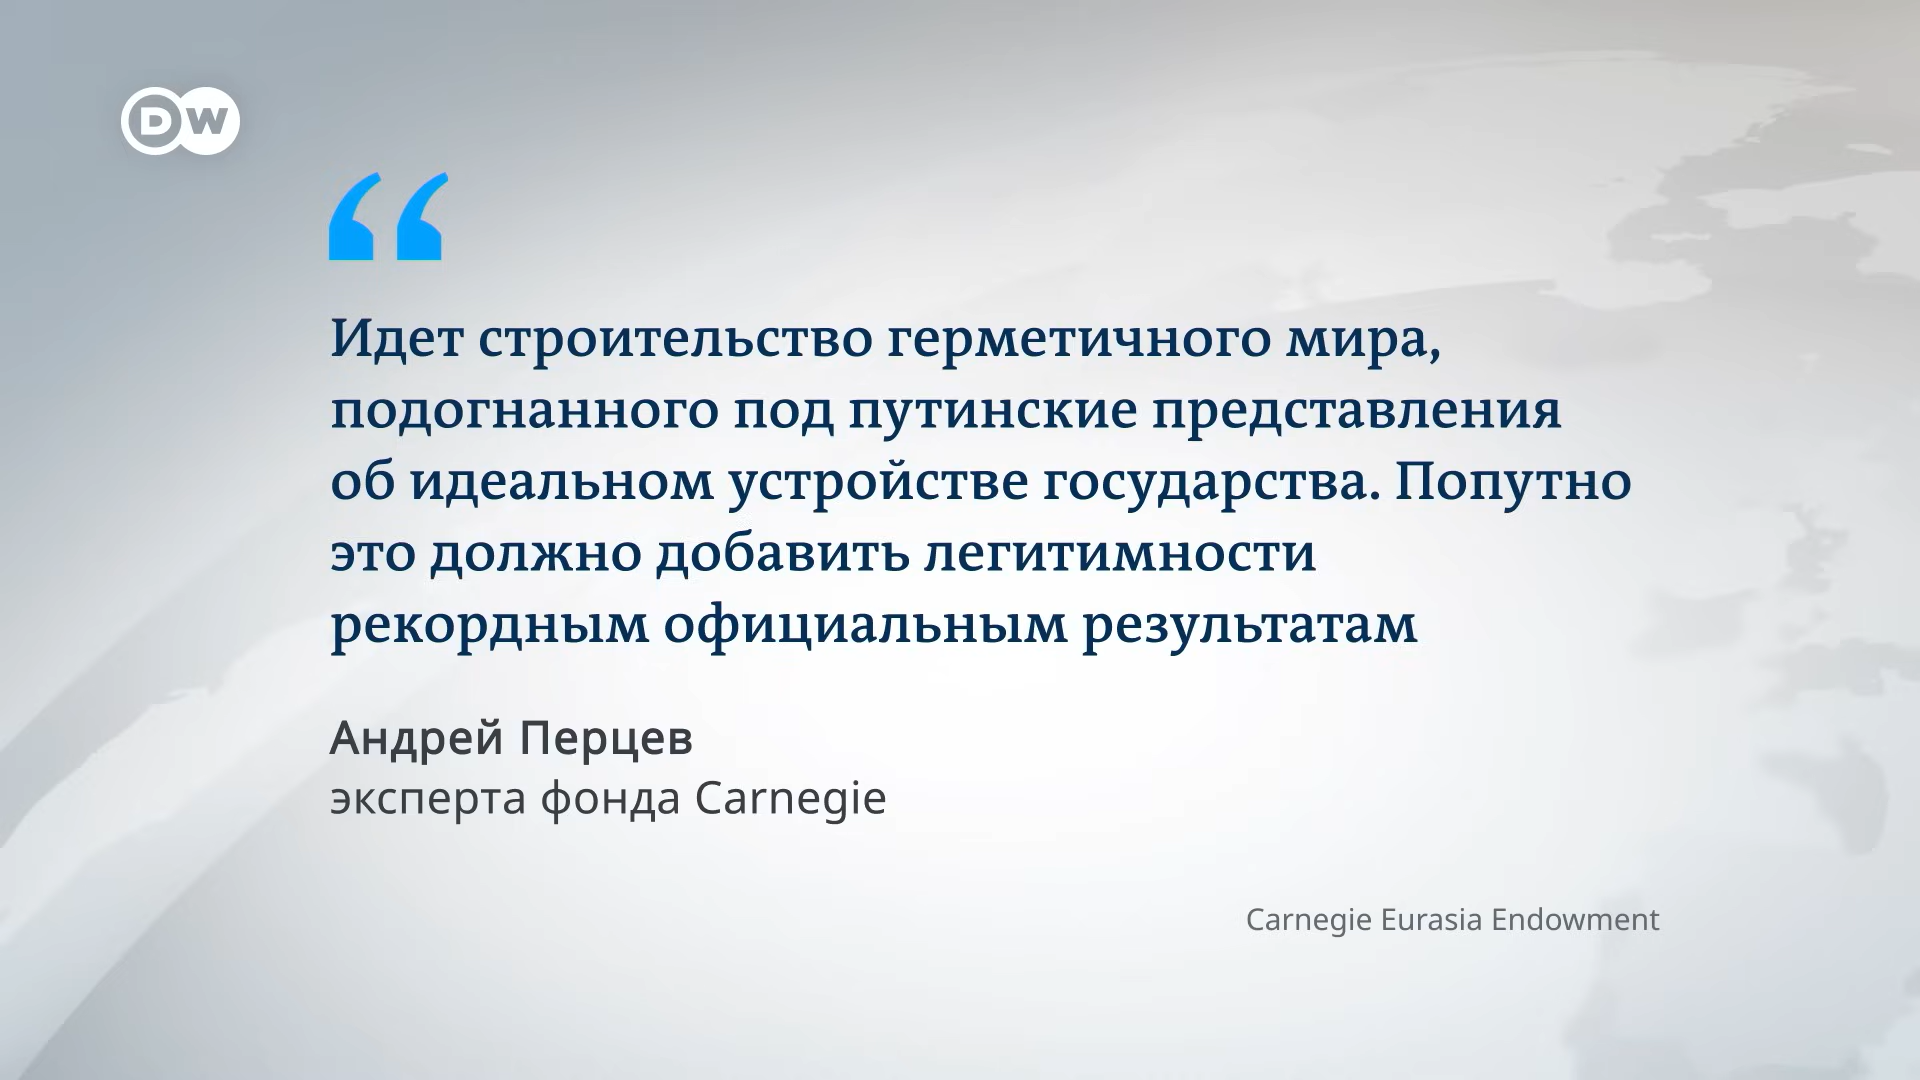 DW
Идет строительство герметичного мира,
подогнанного под путинские представления
об идеальном устройстве государства. Попутно
это должно добавить легитимности
рекордным официальным результатам
Андрей Перцев
эксперта фонда Carnegie
Carnegie Eurasia Endowment